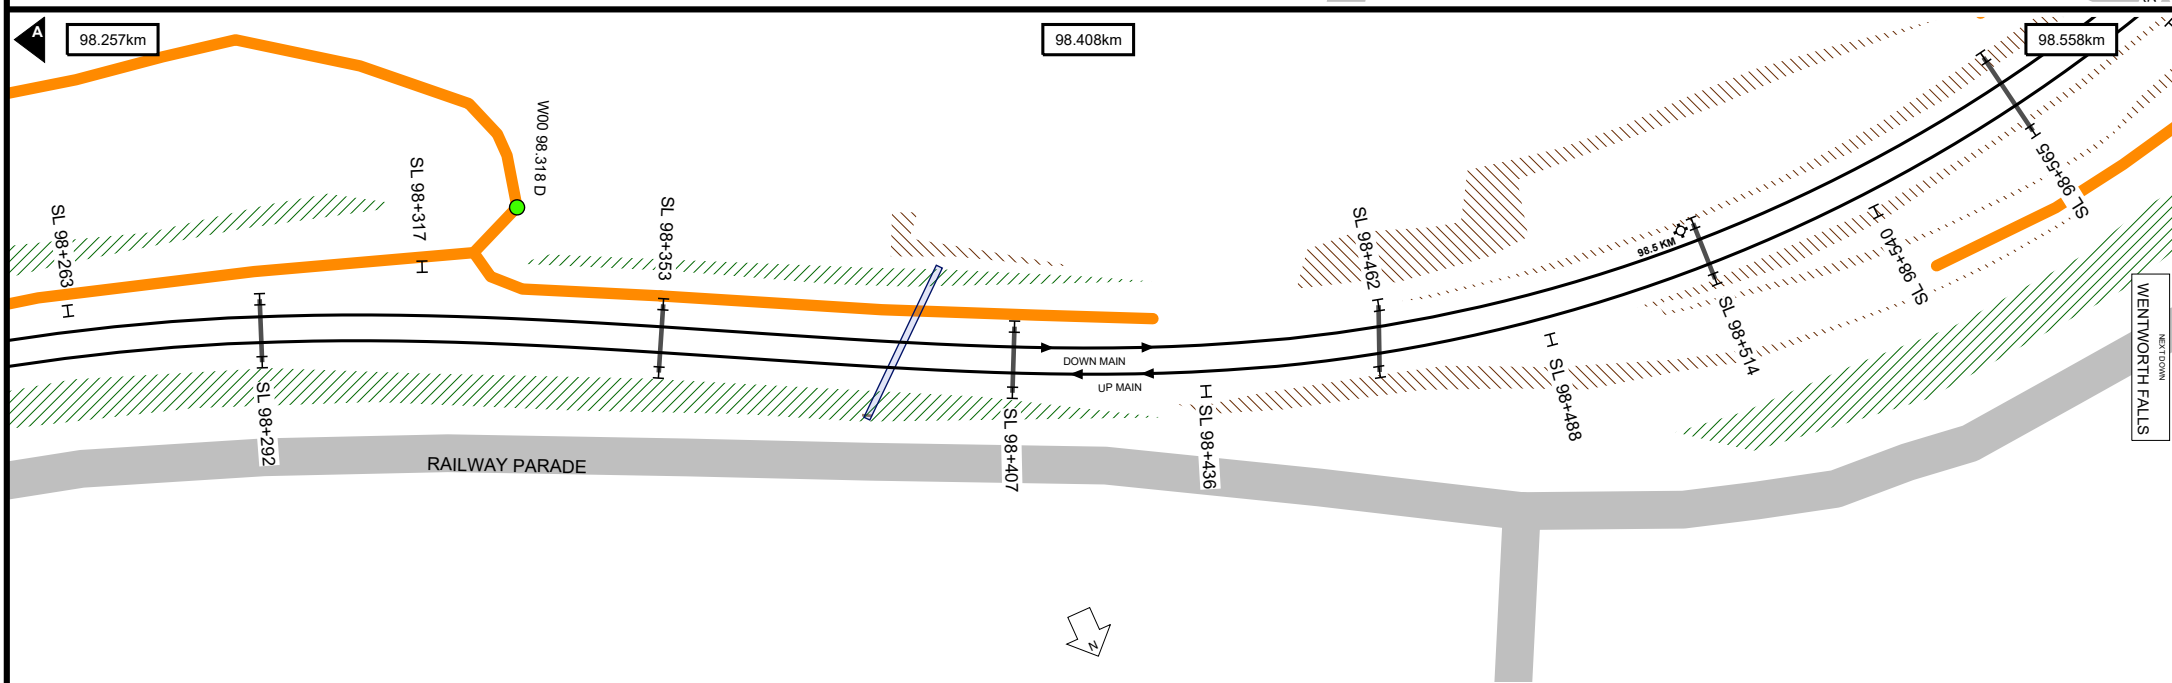 A
98.257km
98.408km
98.558km
W00 98.318 D
SL 98+263
SL 98+317
SL 98+353
SL 98+462
98.5 KM
SL 98+565
SL 98+540
SL 98+514
SL 98+488
DOWN MAIN
UP MAIN
SL 98+292
SL 98+407
SL 98+436
RAILWAY PARADE
NEXT DOWN
WENTWORTH FALLS
N